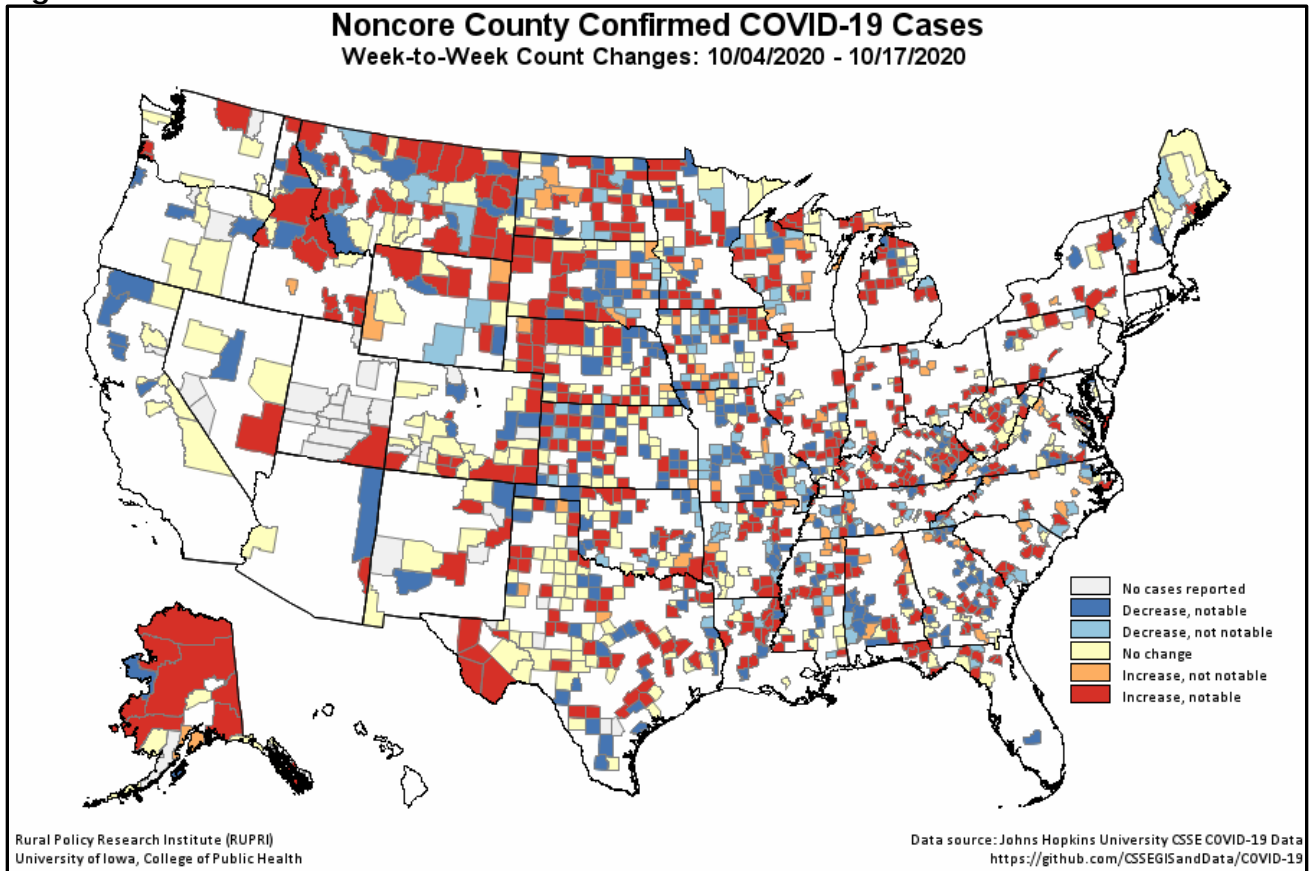 Noncore County Confirmed COVID-19 Cases
Week-to-Week Count Changes: 10/04/2020 - 10/17/2020
No cases reported
Decrease, notable
Decrease, not notable
No change
Increase, not notable
Increase, notable
Rural Policy Research Institute (RUPRI)
University of Iowa, College of Public Health
Data source: Johns Hopkins University CSSE COVID-19 Data
https://github.com/CSSEGISandData/COVID-19